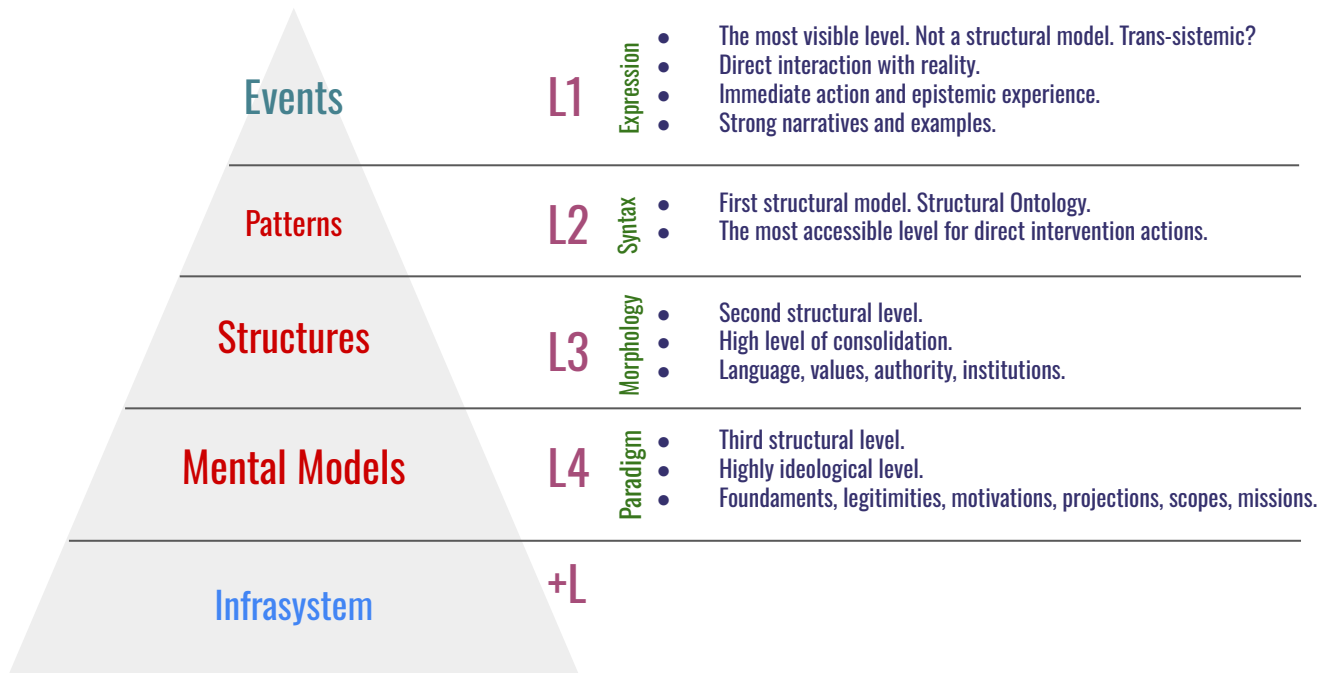 Events
L1
Expression
● The most visible level. Not a structural model. Trans-sistemic?
● Direct interaction with reality.
● Immediate action and epistemic experience.
● Strong narratives and examples.
Patterns
L2
Syntax
● First structural model. Structural Ontology.
● The most accessible level for direct intervention actions.
Structures
L3
Morphology
● Second structural level.
● High level of consolidation.
● Language, values, authority, institutions.
Mental Models
L4
Paradigm
● Third structural level.
● Highly ideological level.
● Foundaments, legitimities, motivations, projections, scopes, missions.
Infrasystem
+L